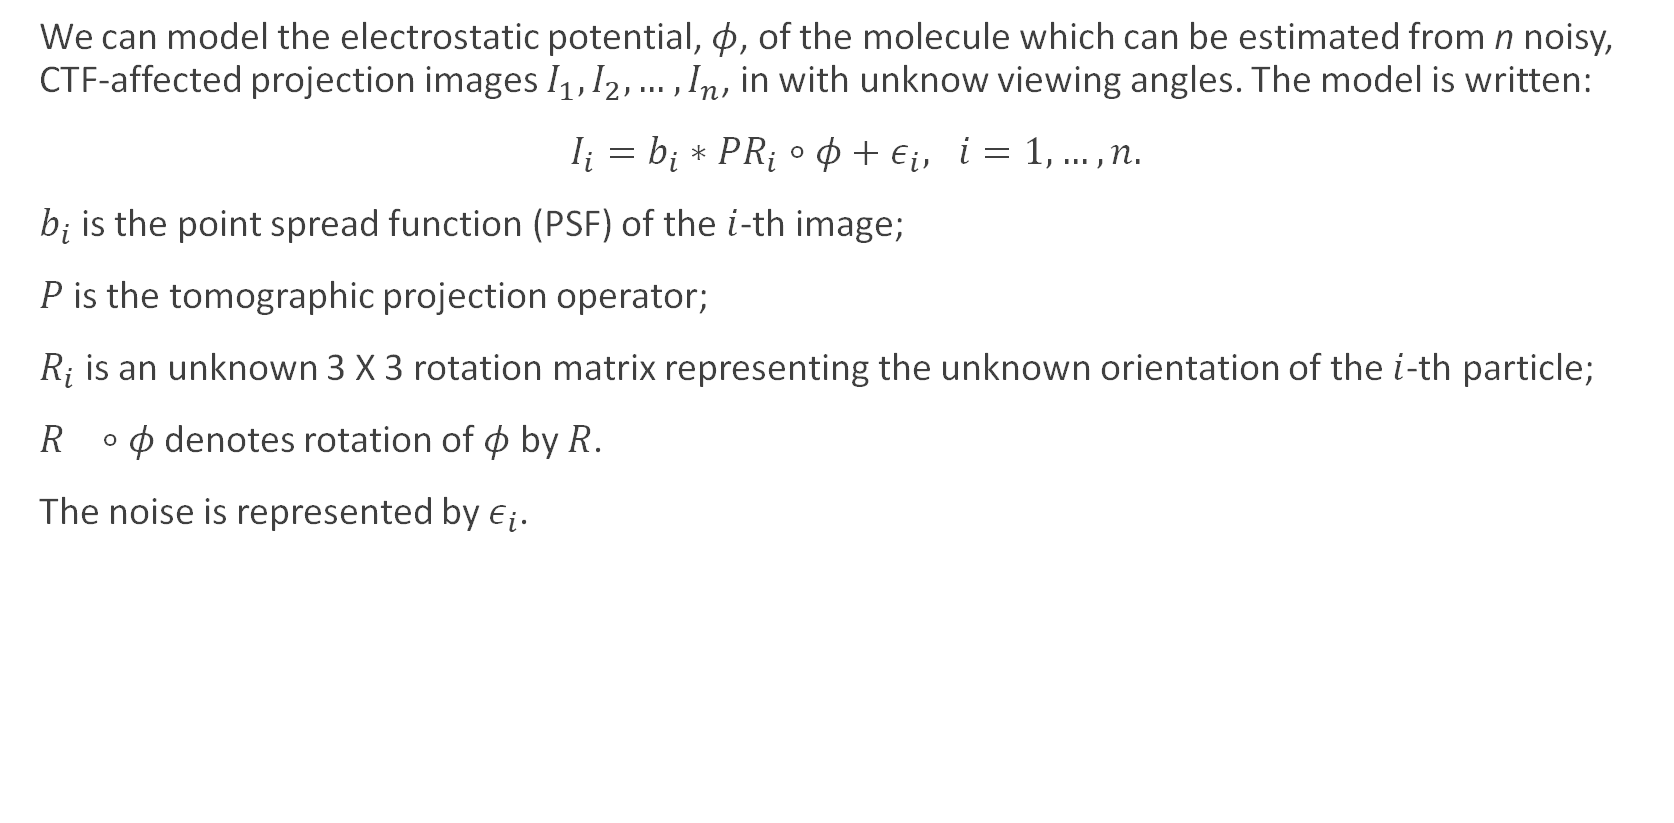 We can model the electrostatic potential, ϕ, of the molecule which can be estimated from n noisy,
CTF-affected projection images I₁, I₂, … , Iₙ, in with unknow viewing angles. The model is written:
Iᵢ = bᵢ ∗ PRᵢ ∘ ϕ + ϵᵢ, i = 1, … , n.
bᵢ is the point spread function (PSF) of the i-th image;
P is the tomographic projection operator;
Rᵢ is an unknown 3 X 3 rotation matrix representing the unknown orientation of the i-th particle;
R ∘ ϕ denotes rotation of ϕ by R.
The noise is represented by ϵᵢ.